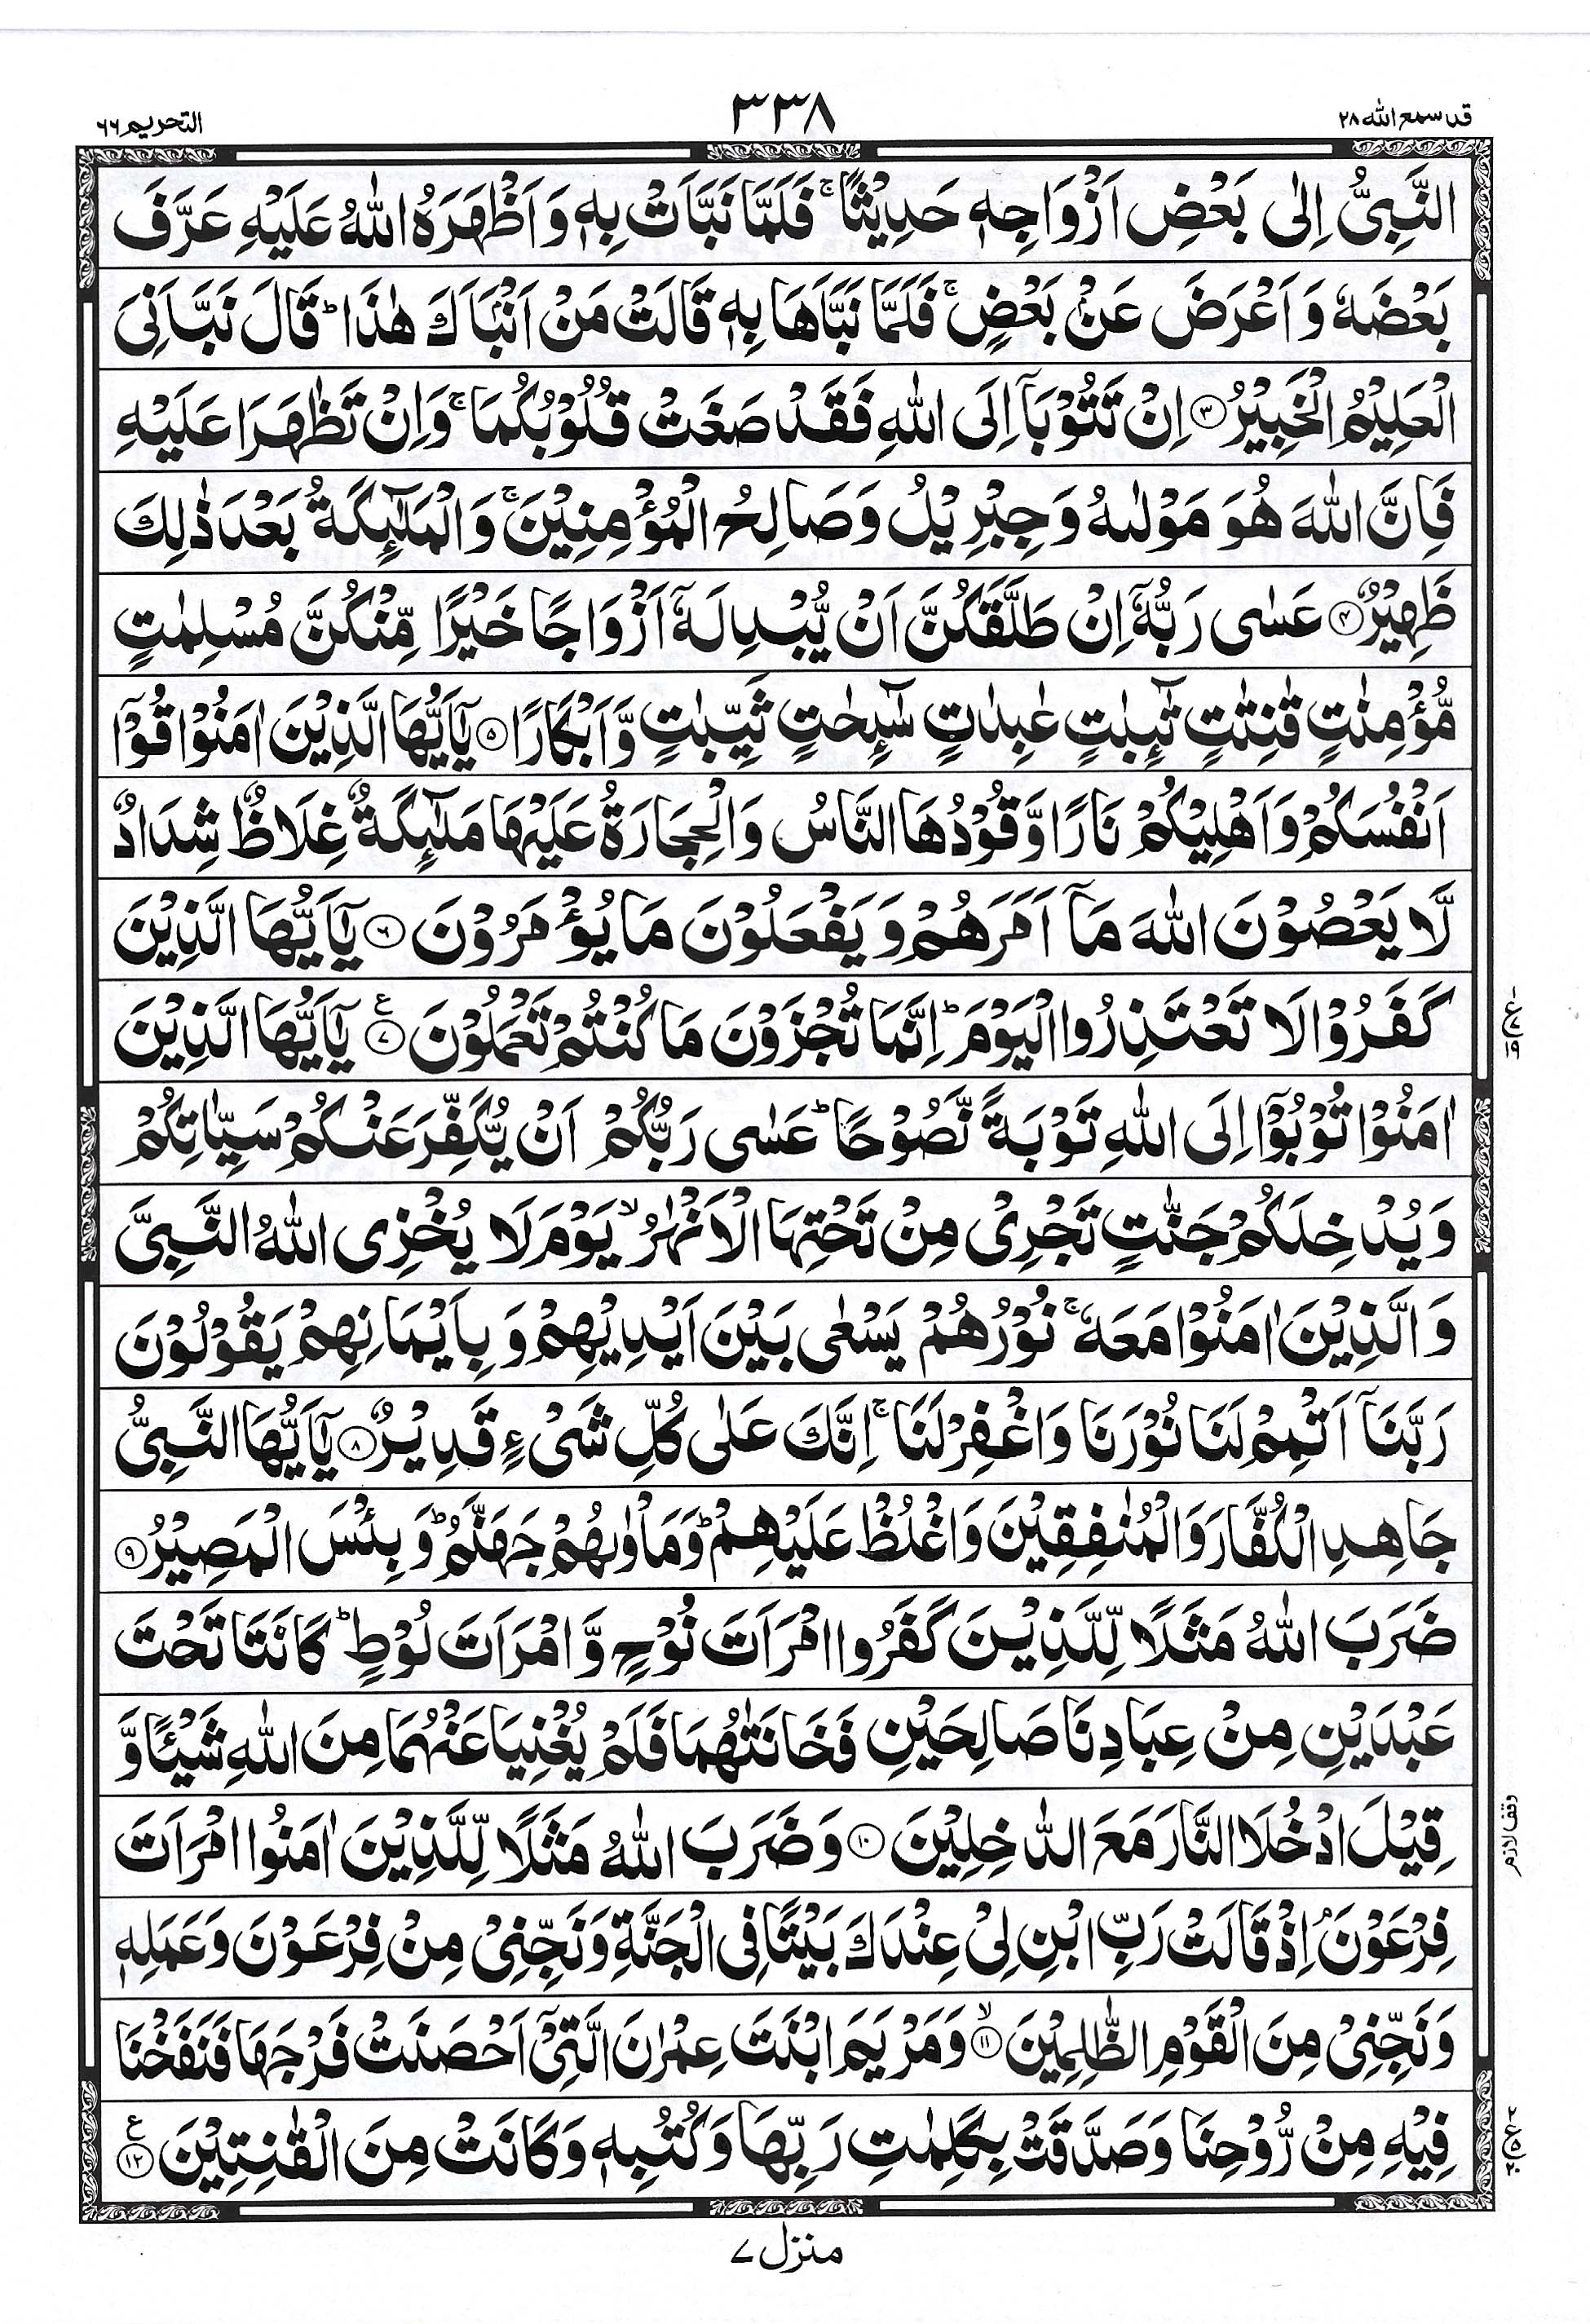 قد سمع الله ٢٨
٣٣٨
التحريم ٦٦
النَّبِيُّ اِلٰى بَعْضِ اَزْوَاجِهٖ حَدِيْثًا ۚ فَلَمَّا نَبَّاَتْ بِهٖ وَاَظْهَرَهُ اللّٰهُ عَلَيْهِ عَرَّفَ
بَعْضَهٗ وَاَعْرَضَ عَنْۢ بَعْضٍ ۚ فَلَمَّا نَبَّاَهَا بِهٖ قَالَتْ مَنْ اَنْۢبَاَكَ هٰذَا ؕ قَالَ نَبَّاَنِيَ
الْعَلِيْمُ الْخَبِيْرُ ۝۳ اِنْ تَتُوْبَاۤ اِلَى اللّٰهِ فَقَدْ صَغَتْ قُلُوْبُكُمَا ۚ وَاِنْ تَظٰهَرَا عَلَيْهِ
فَاِنَّ اللّٰهَ هُوَ مَوْلٰىهُ وَجِبْرِيْلُ وَصَالِحُ الْمُؤْمِنِيْنَ ۚ وَالْمَلٰٓئِكَةُ بَعْدَ ذٰلِكَ
ظَهِيْرٌ ۝۴ عَسٰى رَبُّهٗۤ اِنْ طَلَّقَكُنَّ اَنْ يُّبْدِلَهٗۤ اَزْوَاجًا خَيْرًا مِّنْكُنَّ مُسْلِمٰتٍ
مُّؤْمِنٰتٍ قٰنِتٰتٍ تٰٓئِبٰتٍ عٰبِدٰتٍ سٰٓئِحٰتٍ ثَيِّبٰتٍ وَّاَبْكَارًا ۝۵ يٰۤاَيُّهَا الَّذِيْنَ اٰمَنُوْا قُوْۤا
اَنْفُسَكُمْ وَاَهْلِيْكُمْ نَارًا وَّقُوْدُهَا النَّاسُ وَالْحِجَارَةُ عَلَيْهَا مَلٰٓئِكَةٌ غِلَاظٌ شِدَادٌ
لَّا يَعْصُوْنَ اللّٰهَ مَاۤ اَمَرَهُمْ وَيَفْعَلُوْنَ مَا يُؤْمَرُوْنَ ۝۶ يٰۤاَيُّهَا الَّذِيْنَ
كَفَرُوْا لَا تَعْتَذِرُوا الْيَوْمَ ؕ اِنَّمَا تُجْزَوْنَ مَا كُنْتُمْ تَعْمَلُوْنَ ۝۷ ع يٰۤاَيُّهَا الَّذِيْنَ
اٰمَنُوْا تُوْبُوْۤا اِلَى اللّٰهِ تَوْبَةً نَّصُوْحًا ؕ عَسٰى رَبُّكُمْ اَنْ يُّكَفِّرَ عَنْكُمْ سَيِّاٰتِكُمْ
وَيُدْخِلَكُمْ جَنّٰتٍ تَجْرِيْ مِنْ تَحْتِهَا الْاَنْهٰرُ ۙ يَوْمَ لَا يُخْزِى اللّٰهُ النَّبِيَّ
وَالَّذِيْنَ اٰمَنُوْا مَعَهٗ ۚ نُوْرُهُمْ يَسْعٰى بَيْنَ اَيْدِيْهِمْ وَبِاَيْمَانِهِمْ يَقُوْلُوْنَ
رَبَّنَاۤ اَتْمِمْ لَنَا نُوْرَنَا وَاغْفِرْ لَنَا ۚ اِنَّكَ عَلٰى كُلِّ شَيْءٍ قَدِيْرٌ ۝۸ يٰۤاَيُّهَا النَّبِيُّ
جَاهِدِ الْكُفَّارَ وَالْمُنٰفِقِيْنَ وَاغْلُظْ عَلَيْهِمْ ؕ وَمَاْوٰىهُمْ جَهَنَّمُ ؕ وَبِئْسَ الْمَصِيْرُ ۝۹
ضَرَبَ اللّٰهُ مَثَلًا لِّلَّذِيْنَ كَفَرُوا امْرَاَتَ نُوْحٍ وَّامْرَاَتَ لُوْطٍ ؕ كَانَتَا تَحْتَ
عَبْدَيْنِ مِنْ عِبَادِنَا صَالِحَيْنِ فَخَانَتٰهُمَا فَلَمْ يُغْنِيَا عَنْهُمَا مِنَ اللّٰهِ شَيْـًٔا وَّ
قِيْلَ ادْخُلَا النَّارَ مَعَ الدّٰخِلِيْنَ ۝۱۰ وَضَرَبَ اللّٰهُ مَثَلًا لِّلَّذِيْنَ اٰمَنُوا امْرَاَتَ
فِرْعَوْنَ ۘ اِذْ قَالَتْ رَبِّ ابْنِ لِيْ عِنْدَكَ بَيْتًا فِى الْجَنَّةِ وَنَجِّنِيْ مِنْ فِرْعَوْنَ وَعَمَلِهٖ
وَنَجِّنِيْ مِنَ الْقَوْمِ الظّٰلِمِيْنَ ۝۱۱ ۙ وَمَرْيَمَ ابْنَتَ عِمْرٰنَ الَّتِيْۤ اَحْصَنَتْ فَرْجَهَا فَنَفَخْنَا
فِيْهِ مِنْ رُّوْحِنَا وَصَدَّقَتْ بِكَلِمٰتِ رَبِّهَا وَكُتُبِهٖ وَكَانَتْ مِنَ الْقٰنِتِيْنَ ۝۱۲ ع
وقف لازم
منزل ۷